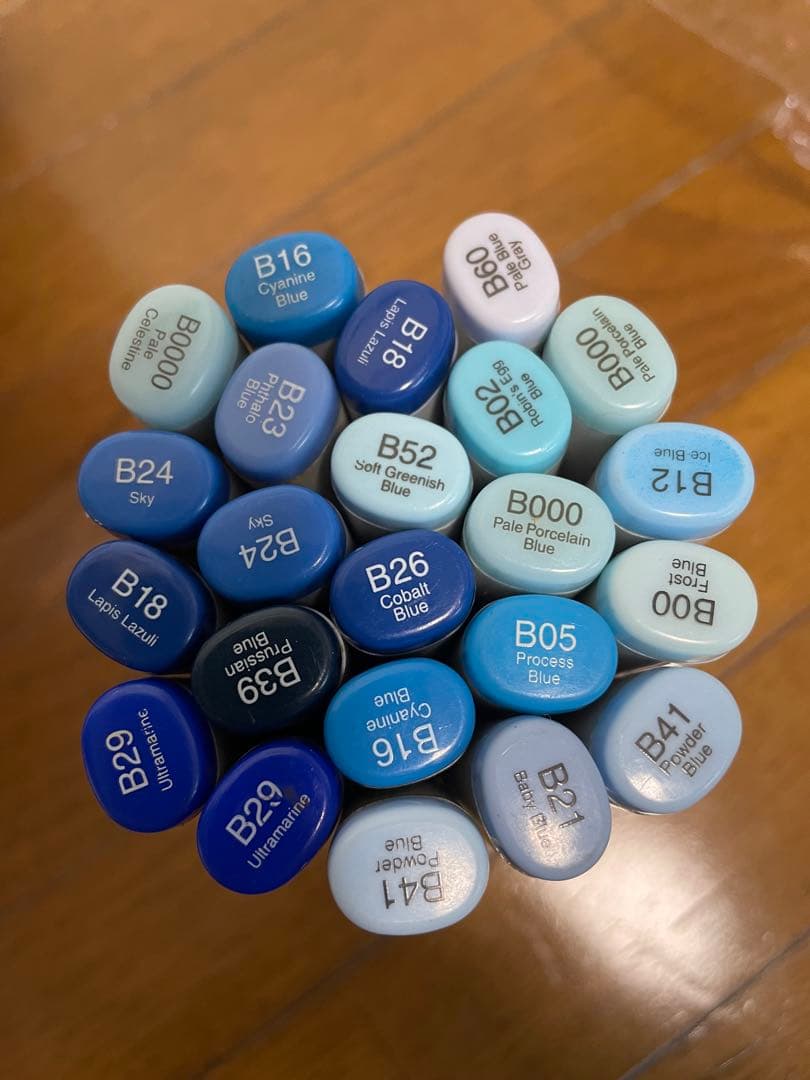 B16
Cyanine
Blue
B60
Pale Blue
Gray
B0000
Pale
Celestine
B18
Lapis Lazuli
B000
Pale Porcelain
Blue
B23
Phthalo
Blue
B02
Robin's Egg
Blue
B52
Soft Greenish
Blue
B12
Ice-Blue
B24
Sky
B24
Sky
B000
Pale Porcelain
Blue
B26
Cobalt
Blue
B00
Frost
Blue
B18
Lapis Lazuli
B39
Prussian
Blue
B05
Process
Blue
B29
Ultramarine
B16
Cyanine
Blue
B41
Powder
Blue
B29
Ultramarine
B21
Baby Blue
B41
Powder
Blue